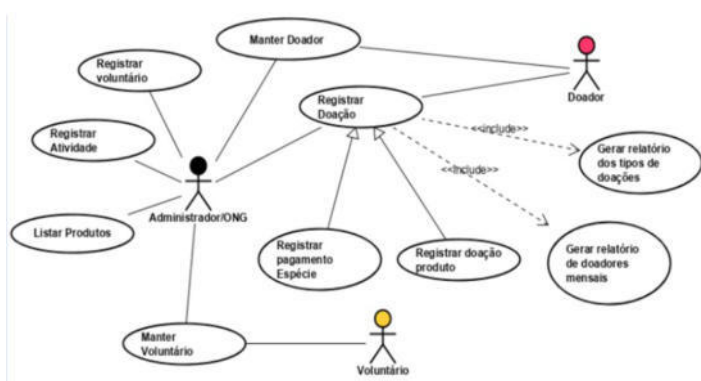 Manter Doador
Registrar
voluntário
Doador
Registrar
Doação
<<include>>
Registrar
Atividade
Gerar relatório
dos tipos de
doações
<<Include>>
Administrador/ONG
Listar Produtos
Registrar
pagamento
Espécie
Registrar doação
produto
Gerar relatório
de doadores
mensais
Manter
Voluntário
Voluntário